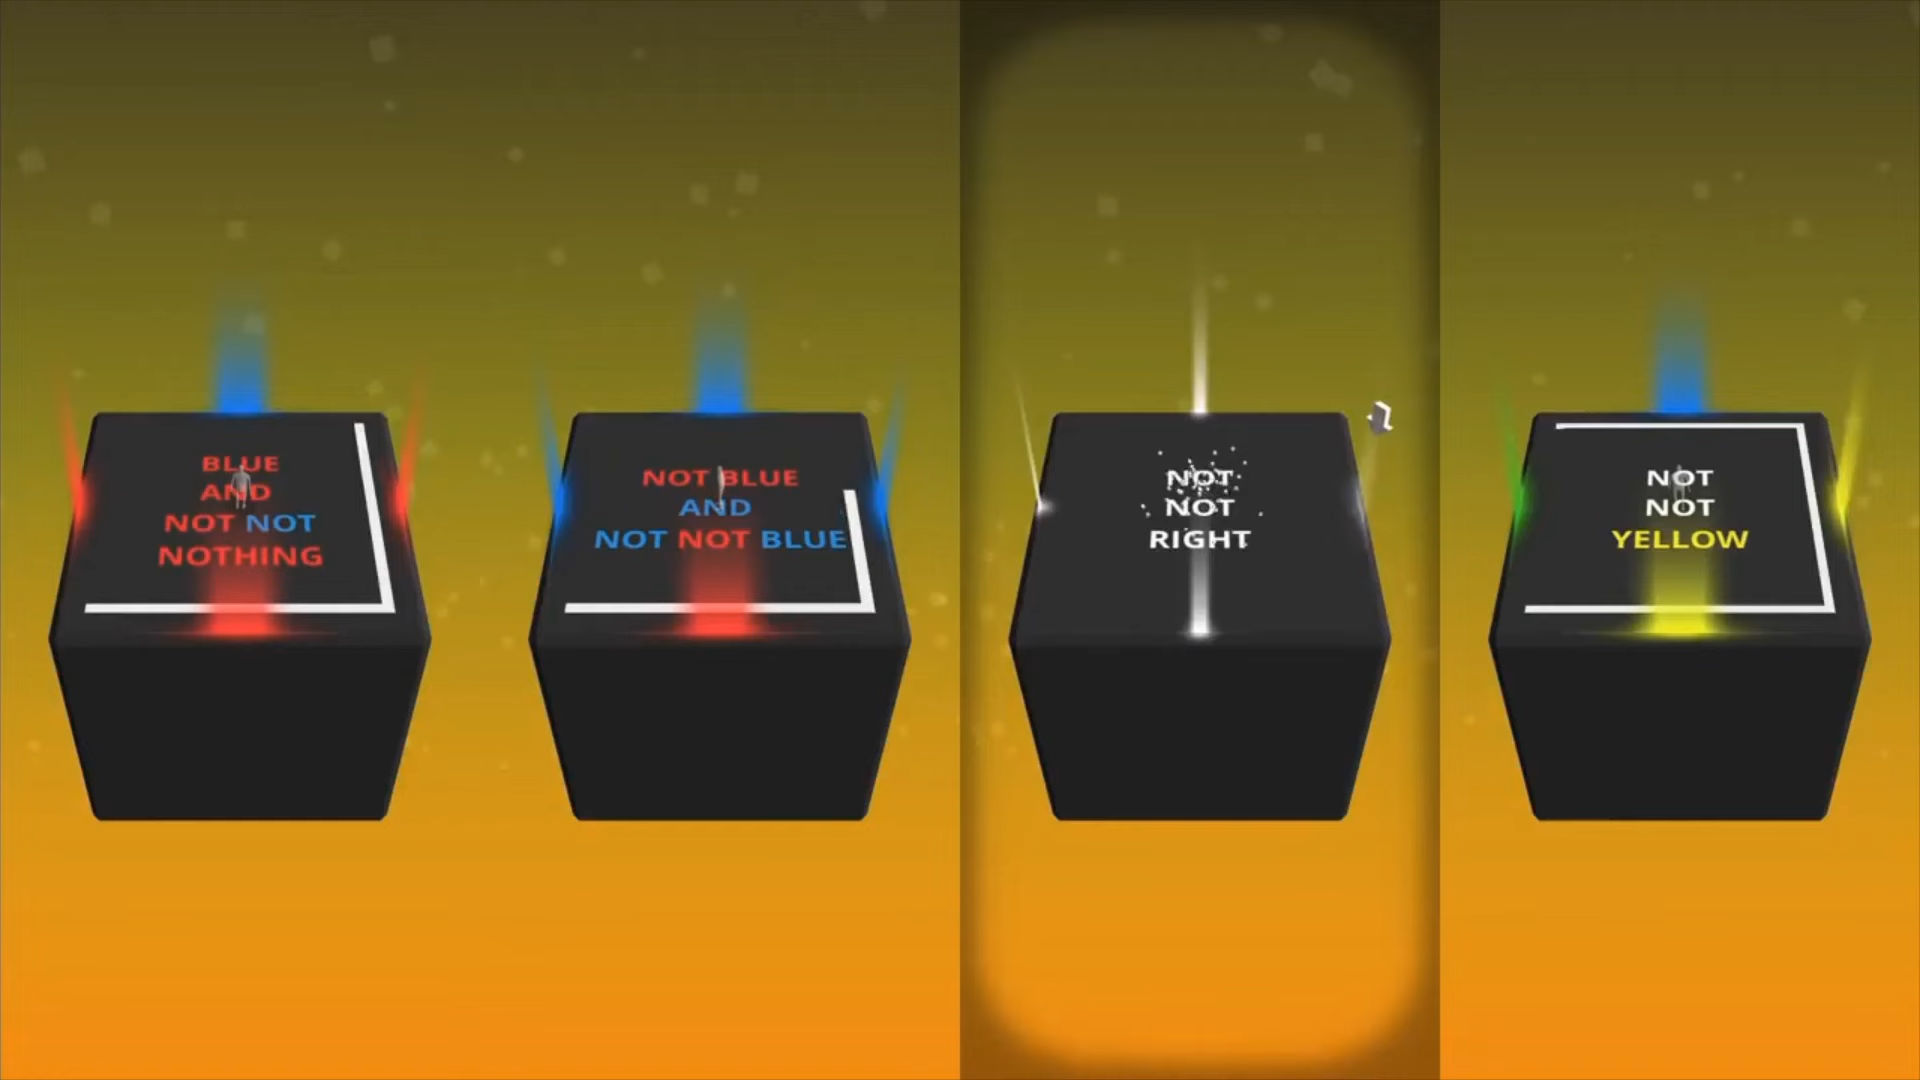 BLUE
AND
NOT NOT
NOTHING
NOT BLUE
AND
NOT NOT BLUE
NOT
NOT
RIGHT
NOT
NOT
YELLOW